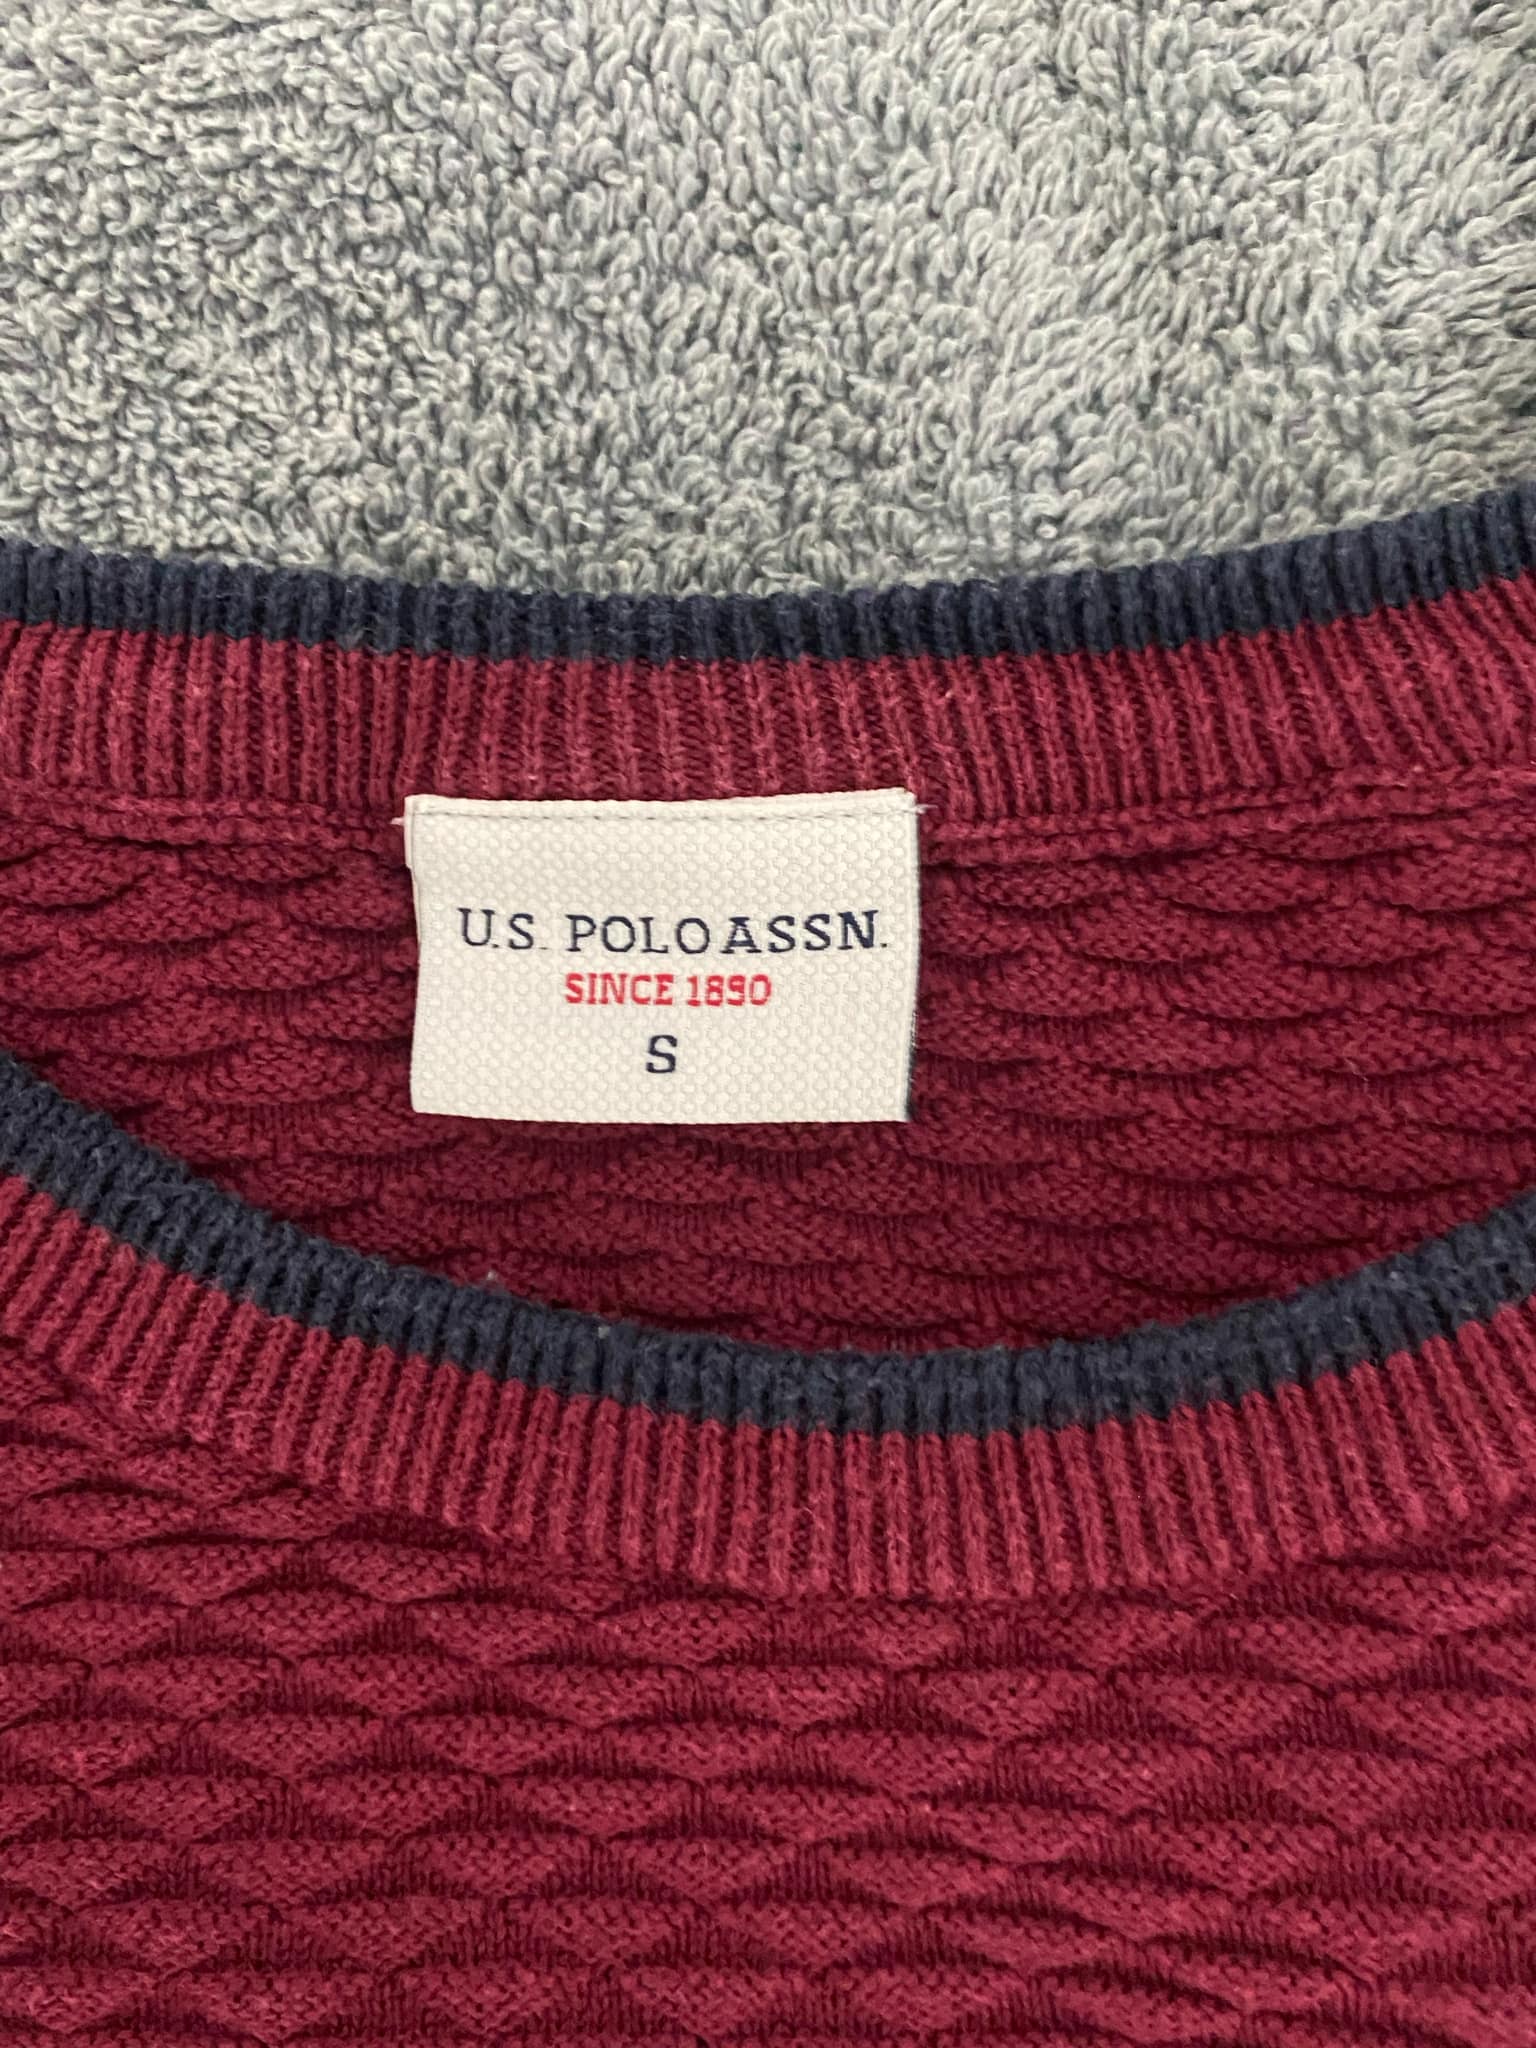 U.S. POLO ASSN.
SINCE 1890
S